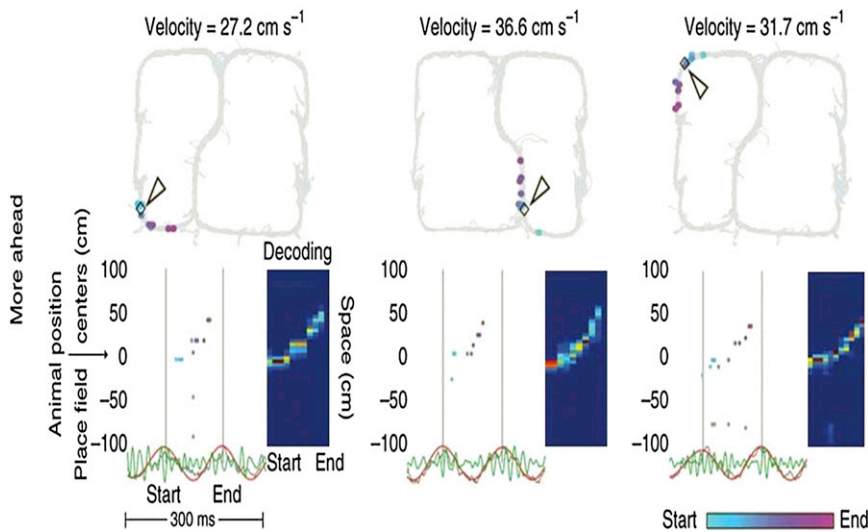 Velocity = 27.2 cm s⁻¹
Velocity = 36.6 cm s⁻¹
Velocity = 31.7 cm s⁻¹
More ahead
Animal position
Place field centers (cm)
100
50
0
−50
−100
Decoding
Start End
Start End
300 ms
Space (cm)
100
50
0
−50
−100
100
50
0
−50
−100
Start End